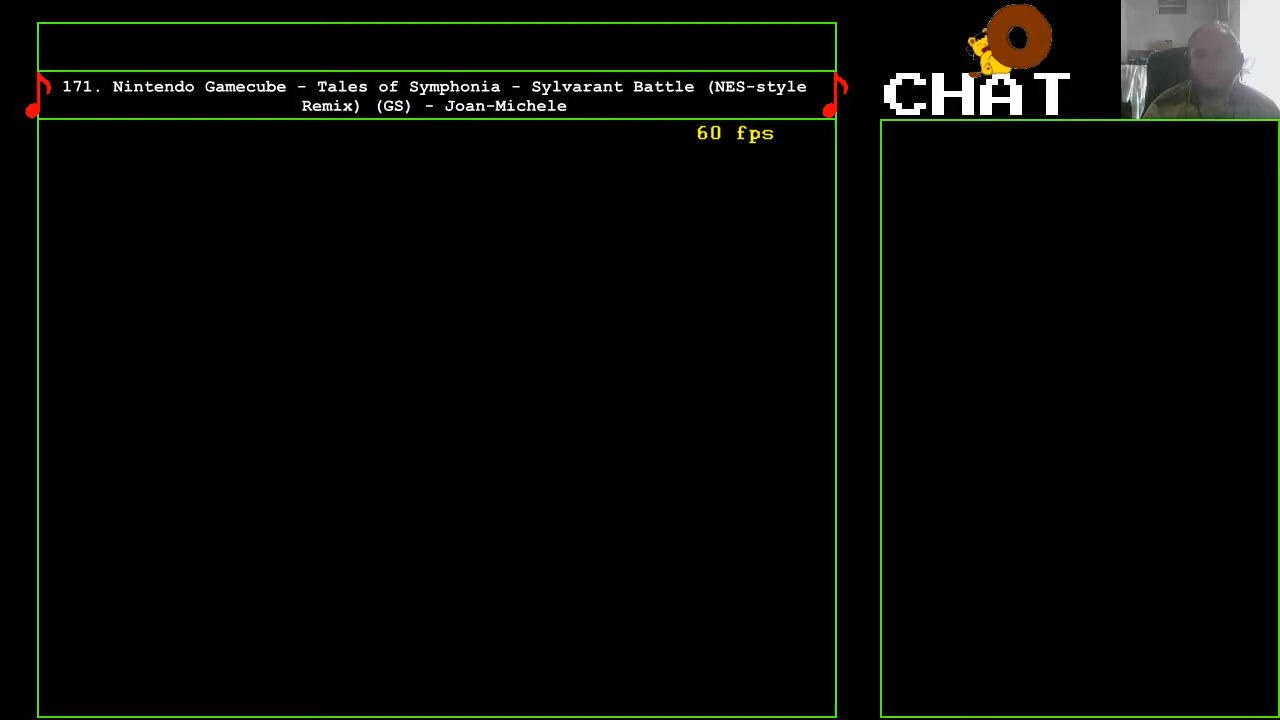 171. Nintendo Gamecube - Tales of Symphonia - Sylvarant Battle (NES-style
Remix) (GS) - Joan-Michele
60 fps
CHAT